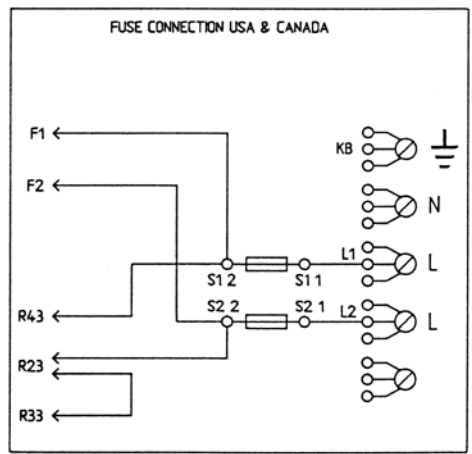 FUSE CONNECTION USA & CANADA
F1
KB
F2
N
L1
L
S1 2
S1 1
R43
S2 2
S2 1
L2
L
R23
R33